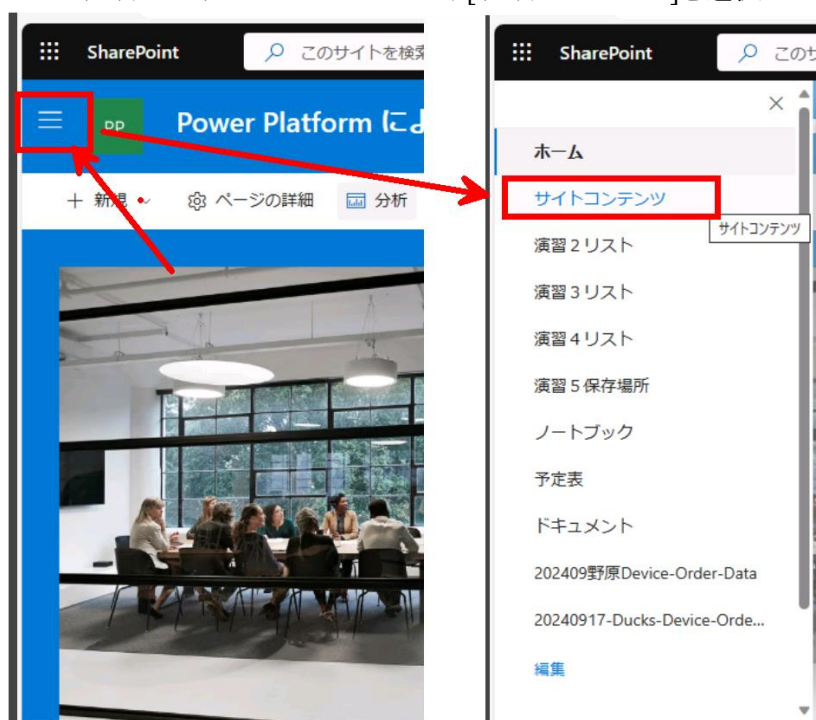 SharePoint
このサイトを検索
PP
Power Platform によ
+ 新規
ページの詳細
分析
SharePoint
このサ
ホーム
サイトコンテンツ
サイトコンテンツ
演習2リスト
演習3リスト
演習4リスト
演習5保存場所
ノートブック
予定表
ドキュメント
202409野原Device-Order-Data
20240917-Ducks-Device-Orde...
編集